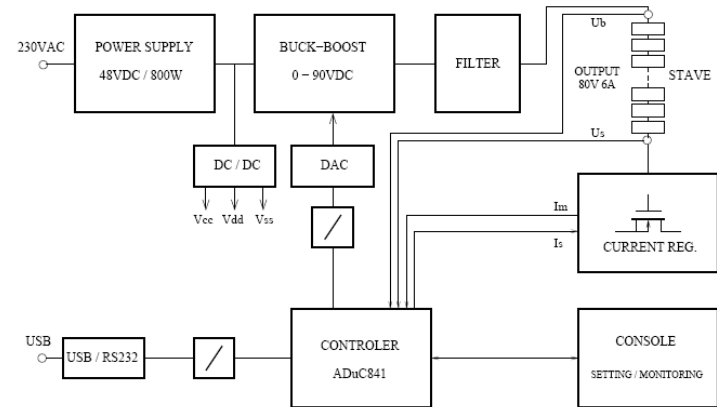 230VAC
POWER SUPPLY
48VDC / 800W
BUCK-BOOST
0 - 90VDC
FILTER
Ub
OUTPUT
80V 6A
STAVE
Us
DC / DC
DAC
Vcc Vdd Vss
Im
Is
CURRENT REG.
USB
USB / RS232
CONTROLER
ADuC841
CONSOLE
SETTING / MONITORING